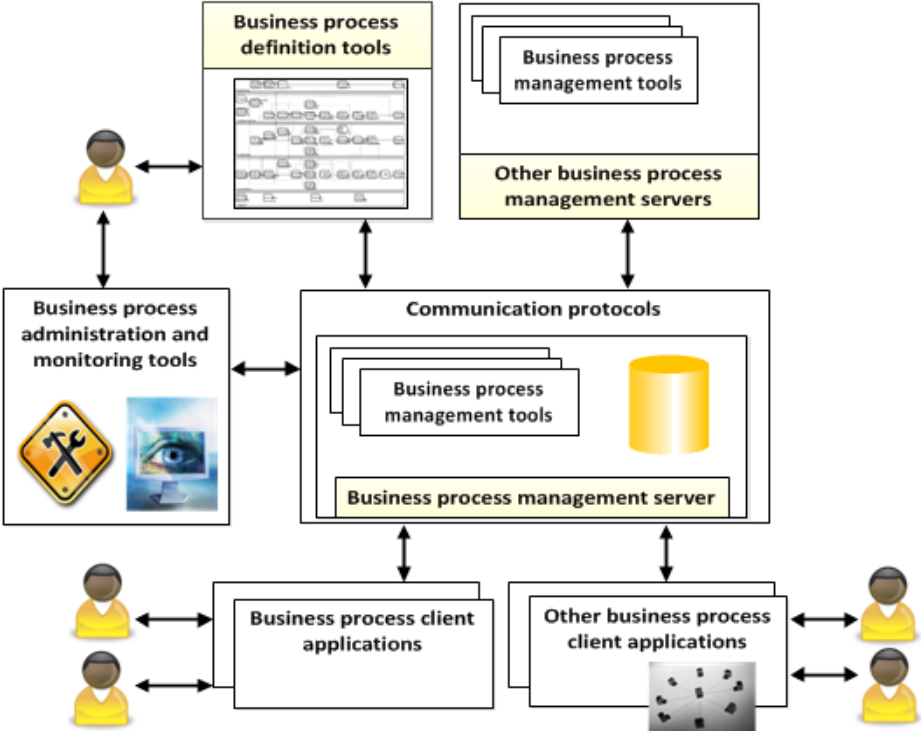 Business process
definition tools
Business process
management tools
Other business process
management servers
Business process
administration and
monitoring tools
Communication protocols
Business process
management tools
Business process management server
Business process client
applications
Other business process
client applications